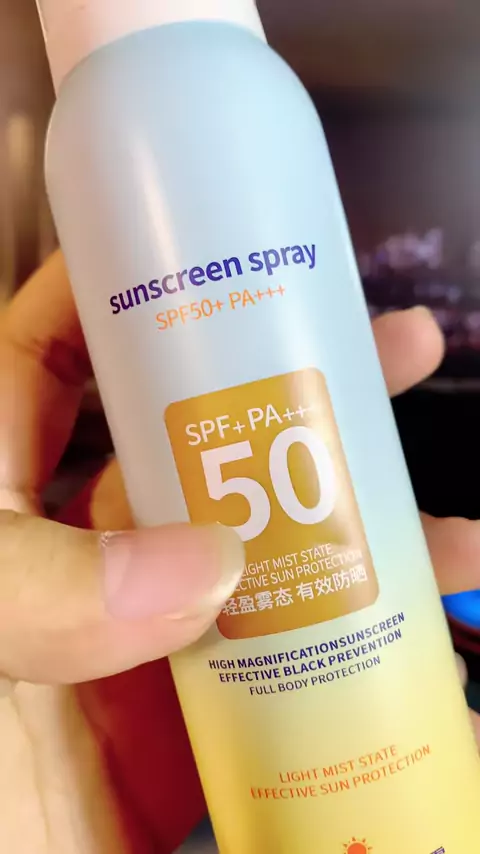 sunscreen spray
SPF50+ PA+++
SPF+PA+++
50
LIGHT MIST STATE
EFFECTIVE SUN PROTECTION
轻盈雾态 有效防晒
HIGH MAGNIFICATIONSUNSCREEN
EFFECTIVE BLACK PREVENTION
FULL BODY PROTECTION
LIGHT MIST STATE
EFFECTIVE SUN PROTECTION